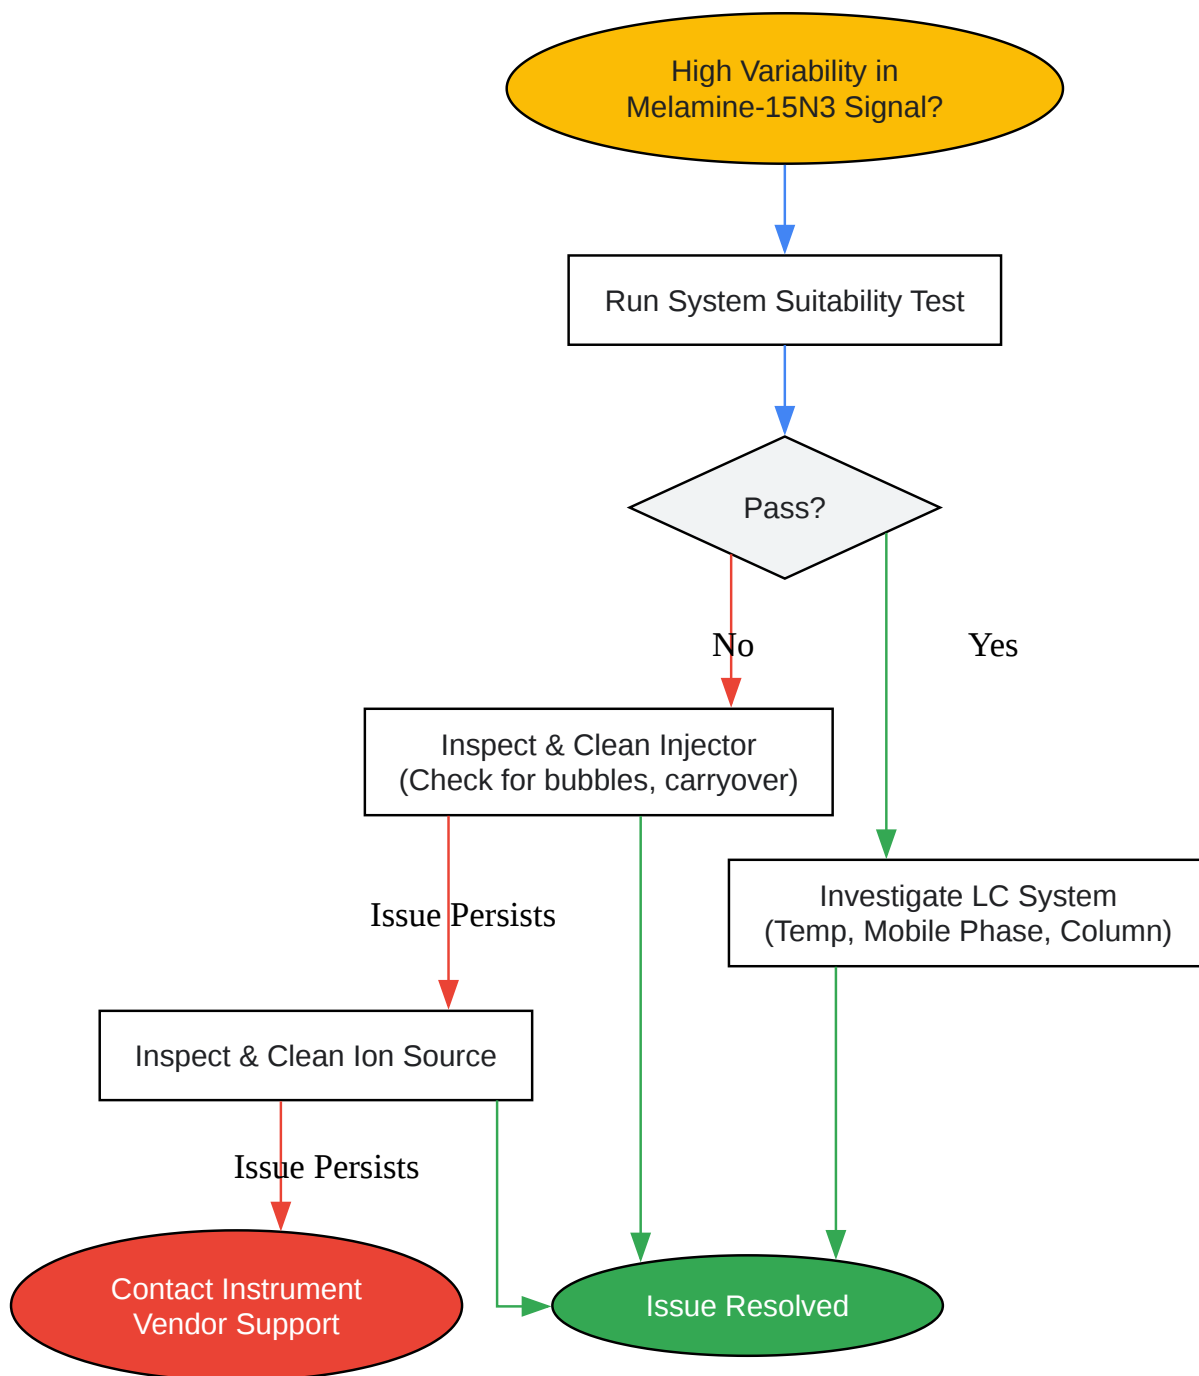 High Variability in
Melamine-15N3 Signal?
Run System Suitability Test
Pass?
No
Yes
Inspect & Clean Injector
(Check for bubbles, carryover)
Investigate LC System
(Temp, Mobile Phase, Column)
Issue Persists
Inspect & Clean Ion Source
Issue Persists
Contact Instrument
Vendor Support
Issue Resolved